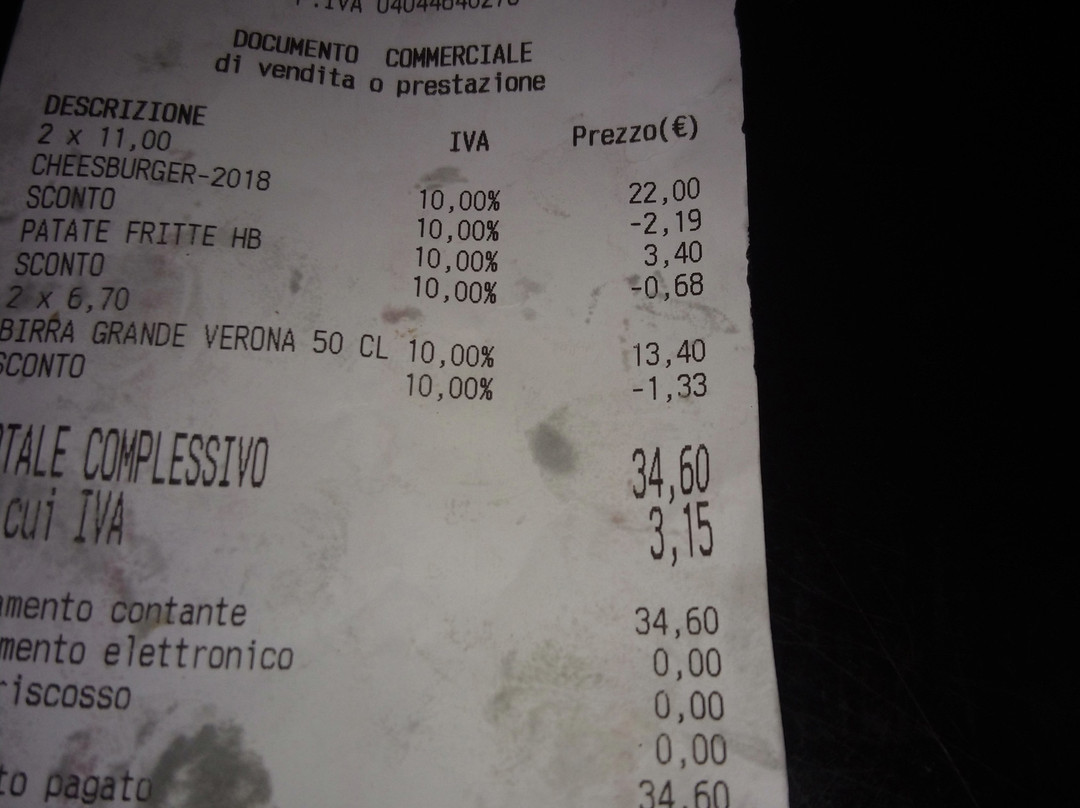 DOCUMENTO COMMERCIALE
di vendita o prestazione
DESCRIZIONE IVA Prezzo(€)
2 x 11,00
CHEESBURGER-2018 10,00% 22,00
SCONTO 10,00% -2,19
PATATE FRITTE HB 10,00% 3,40
SCONTO 10,00% -0,68
2 x 6,70
BIRRA GRANDE VERONA 50 CL 10,00% 13,40
SCONTO 10,00% -1,33
TALE COMPLESSIVO 34,60
cui IVA 3,15
amento contante 34,60
mento elettronico 0,00
riscosso 0,00
0,00
to pagato 34,60